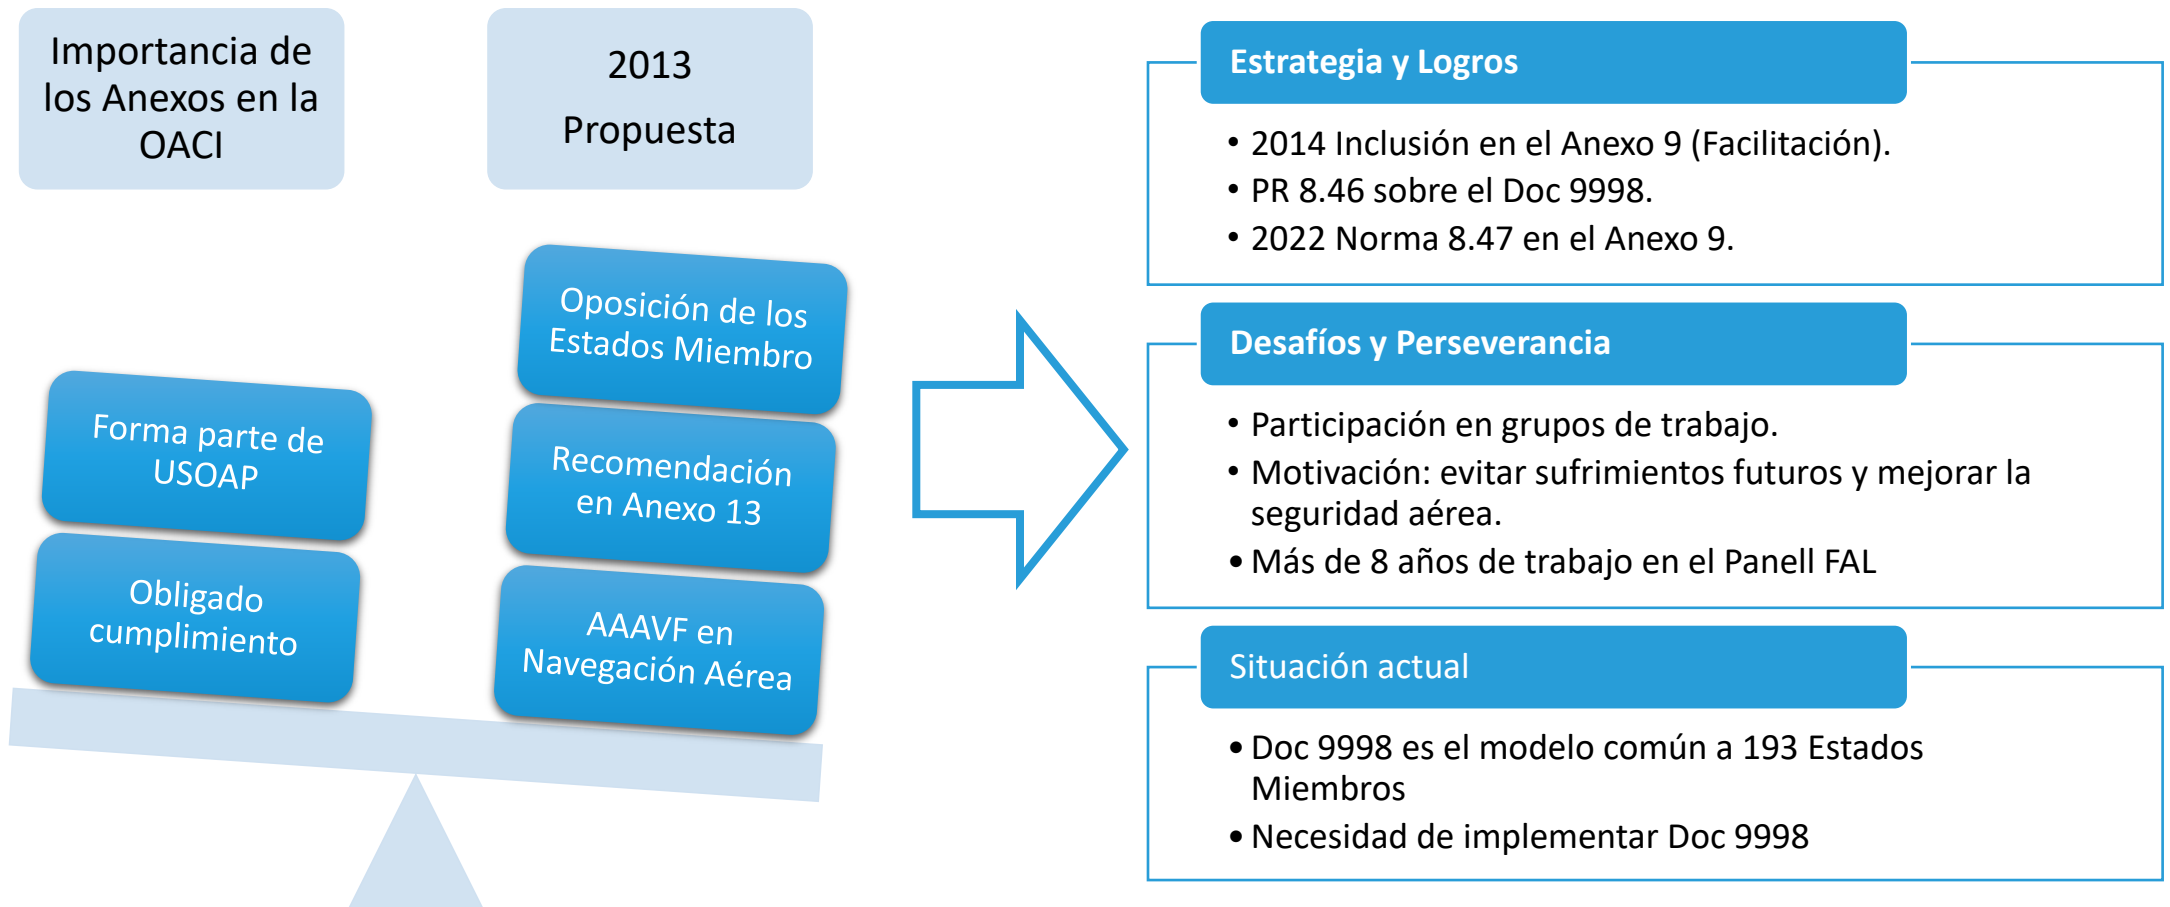 Importancia de
los Anexos en la
OACI
2013
Propuesta
Forma parte de
USOAP
Obligado
cumplimiento
Oposición de los
Estados Miembro
Recomendación
en Anexo 13
AAAVF en
Navegación Aérea
Estrategia y Logros
• 2014 Inclusión en el Anexo 9 (Facilitación).
• PR 8.46 sobre el Doc 9998.
• 2022 Norma 8.47 en el Anexo 9.
Desafíos y Perseverancia
• Participación en grupos de trabajo.
• Motivación: evitar sufrimientos futuros y mejorar la
seguridad aérea.
• Más de 8 años de trabajo en el Panell FAL
Situación actual
• Doc 9998 es el modelo común a 193 Estados
Miembros
• Necesidad de implementar Doc 9998